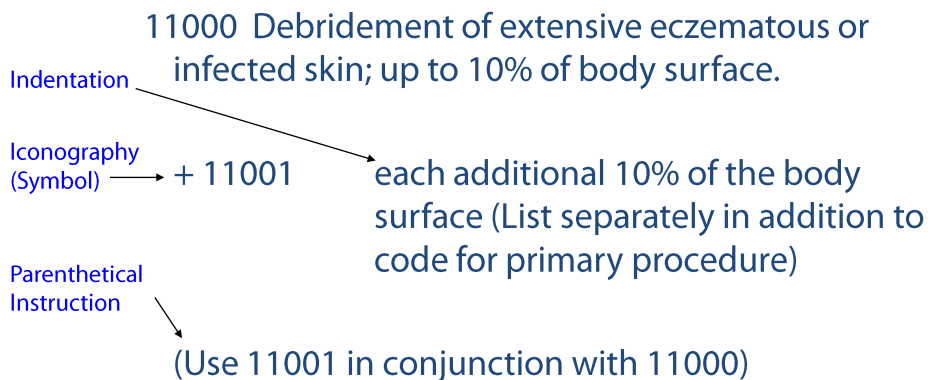 11000 Debridement of extensive eczematous or
infected skin; up to 10% of body surface.
Indentation
Iconography
(Symbol)
+ 11001 each additional 10% of the body
surface (List separately in addition to
code for primary procedure)
Parenthetical
Instruction
(Use 11001 in conjunction with 11000)